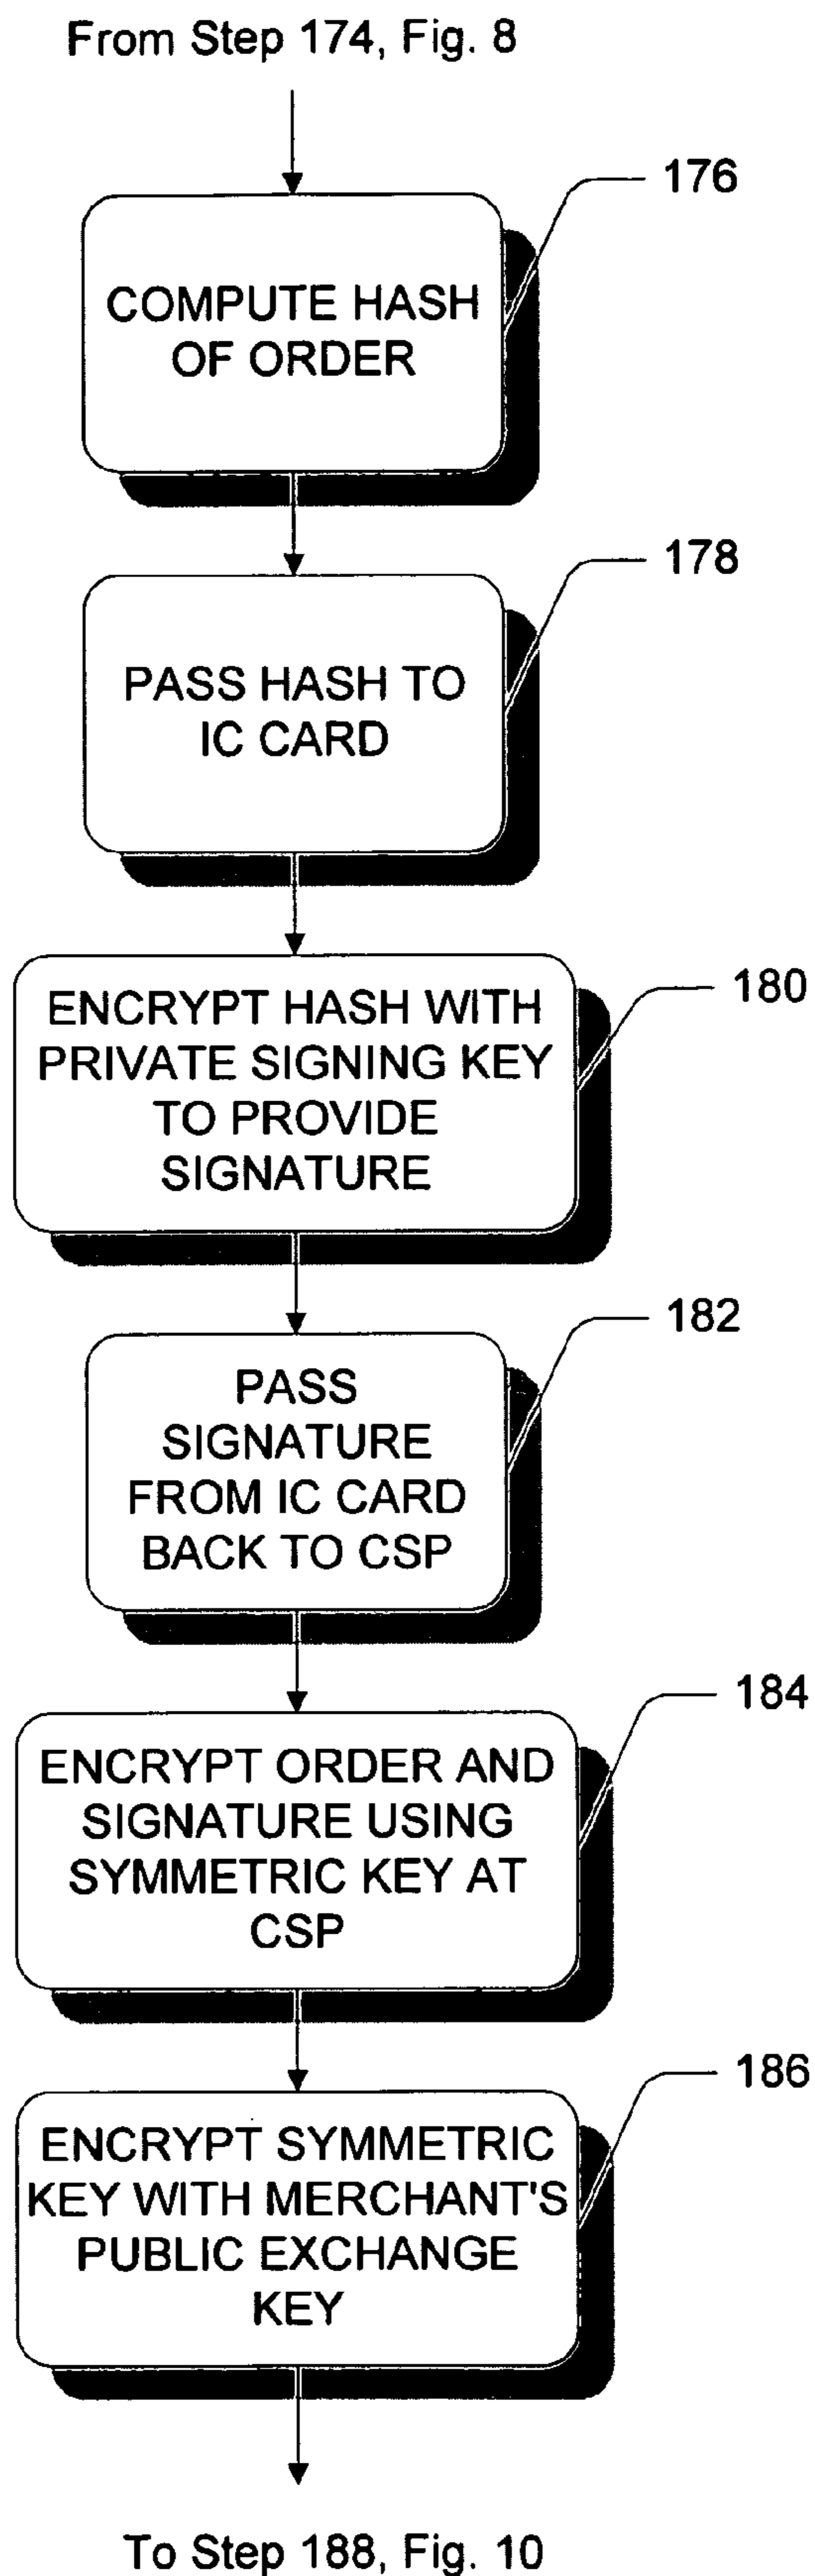 From Step 174, Fig. 8
176
COMPUTE HASH
OF ORDER
178
PASS HASH TO
IC CARD
180
ENCRYPT HASH WITH
PRIVATE SIGNING KEY
TO PROVIDE
SIGNATURE
182
PASS
SIGNATURE
FROM IC CARD
BACK TO CSP
184
ENCRYPT ORDER AND
SIGNATURE USING
SYMMETRIC KEY AT
CSP
186
ENCRYPT SYMMETRIC
KEY WITH MERCHANT'S
PUBLIC EXCHANGE
KEY
To Step 188, Fig. 10